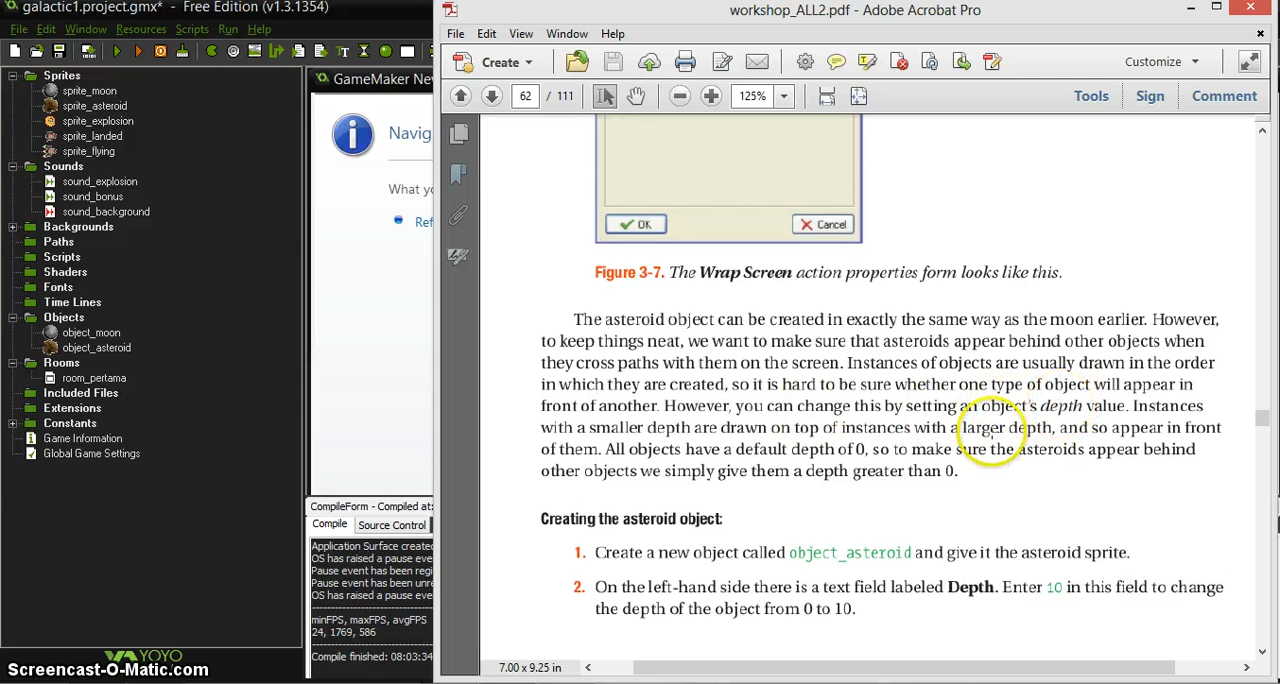 galactic1.project.gmx* - Free Edition (v1.3.1354)
File Edit Window Resources Scripts Run Help
Sprites
sprite_moon
sprite_asteroid
sprite_explosion
sprite_landed
sprite_flying
Sounds
sound_explosion
sound_bonus
sound_background
Backgrounds
Paths
Scripts
Shaders
Fonts
Time Lines
Objects
object_moon
object_asteroid
Rooms
room_pertama
Included Files
Extensions
Constants
Game Information
Global Game Settings
GameMaker New
Navig
What yo
Ref
CompileForm - Compiled at:
Compile Source Control
Application Surface created
OS has raised a pause eve
Pause event has been regi
Pause event has been unre
OS has raised a pause eve
minFPS, maxFPS, avgFPS
24, 1769, 586
Compile finished: 08:03:34
YOYO
Screencast-O-Matic.com
workshop_ALL2.pdf - Adobe Acrobat Pro
File Edit View Window Help
Create Customize
62 / 111 125% Tools Sign Comment
OK Cancel
Figure 3-7. The Wrap Screen action properties form looks like this.
The asteroid object can be created in exactly the same way as the moon earlier. However,
to keep things neat, we want to make sure that asteroids appear behind other objects when
they cross paths with them on the screen. Instances of objects are usually drawn in the order
in which they are created, so it is hard to be sure whether one type of object will appear in
front of another. However, you can change this by setting an object's depth value. Instances
with a smaller depth are drawn on top of instances with a larger depth, and so appear in front
of them. All objects have a default depth of 0, so to make sure the asteroids appear behind
other objects we simply give them a depth greater than 0.
Creating the asteroid object:
1. Create a new object called object_asteroid and give it the asteroid sprite.
2. On the left-hand side there is a text field labeled Depth. Enter 10 in this field to change
the depth of the object from 0 to 10.
7.00 x 9.25 in